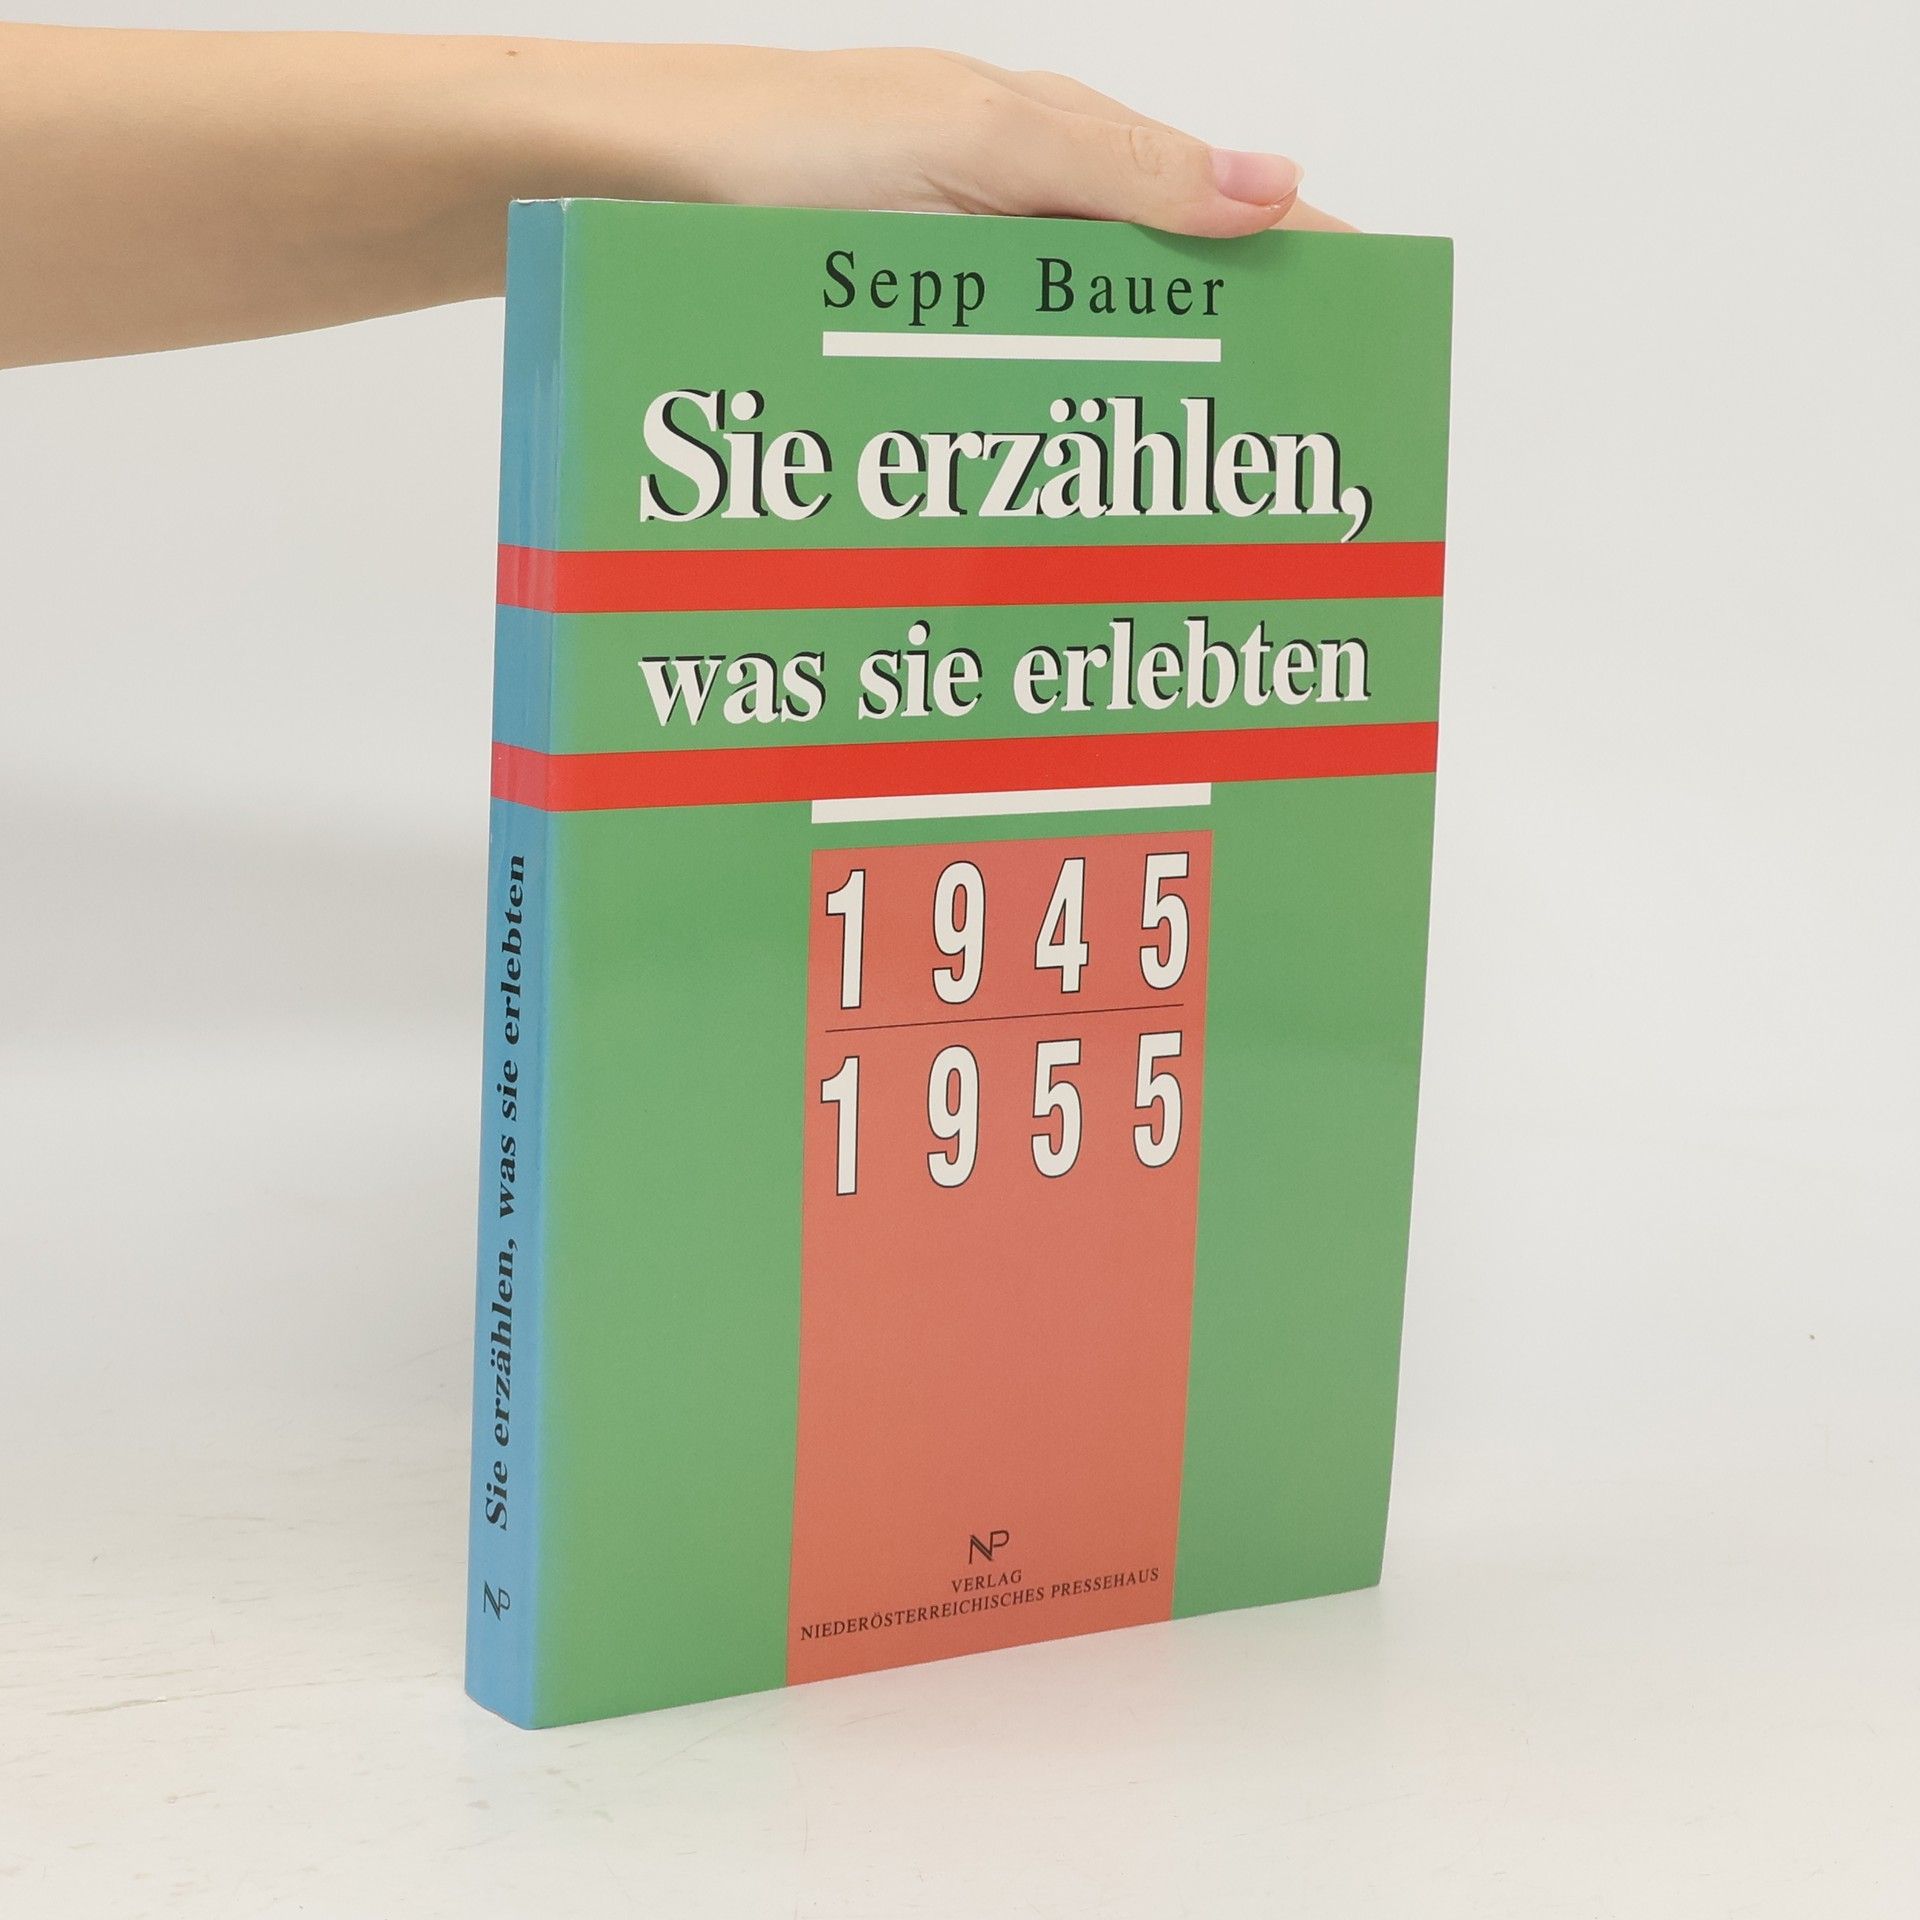 Sepp Bauer
Sie erzählen,
was sie erlebten
1945
1955
NP
VERLAG
NIEDERÖSTERREICHISCHES PRESSEHAUS
Sie erzählen, was sie erlebten
NP